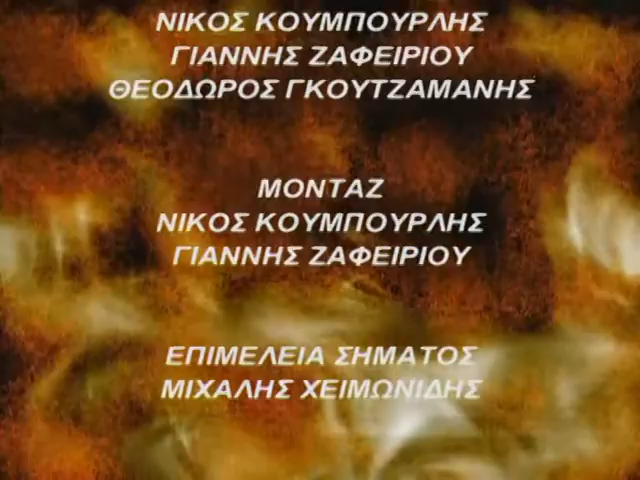 ΝΙΚΟΣ ΚΟΥΜΠΟΥΡΛΗΣ
ΓΙΑΝΝΗΣ ΖΑΦΕΙΡΙΟΥ
ΘΕΟΔΩΡΟΣ ΓΚΟΥΤΖΑΜΑΝΗΣ
ΜΟΝΤΑΖ
ΝΙΚΟΣ ΚΟΥΜΠΟΥΡΛΗΣ
ΓΙΑΝΝΗΣ ΖΑΦΕΙΡΙΟΥ
ΕΠΙΜΕΛΕΙΑ ΣΗΜΑΤΟΣ
ΜΙΧΑΛΗΣ ΧΕΙΜΩΝΙΔΗΣ